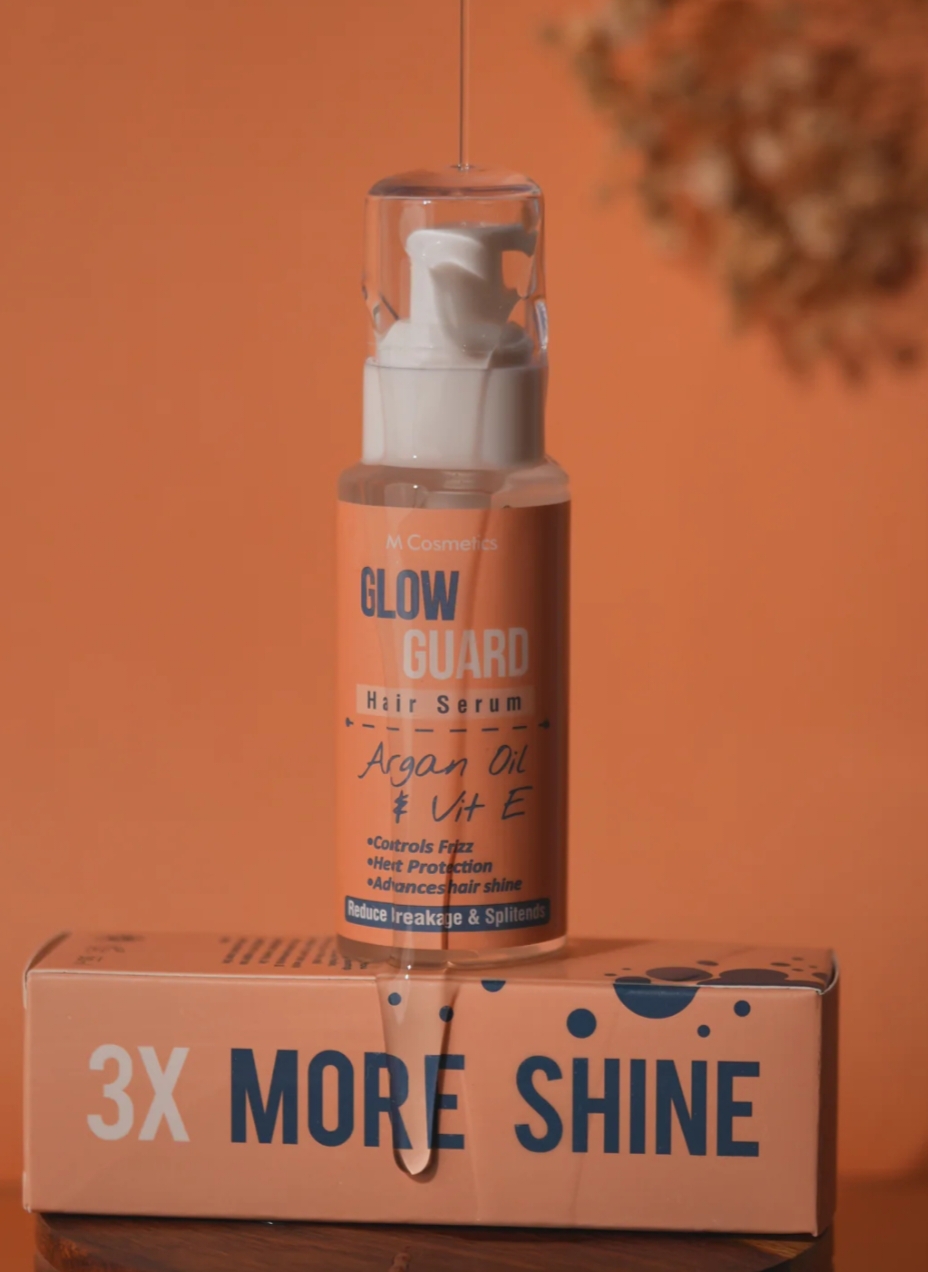 M Cosmetics
GLOW
GUARD
Hair Serum
Argan Oil
& Vit E
•Controls Frizz
•Heat Protection
•Advances hair shine
Reduce breakage & Splitends
3X MORE SHINE